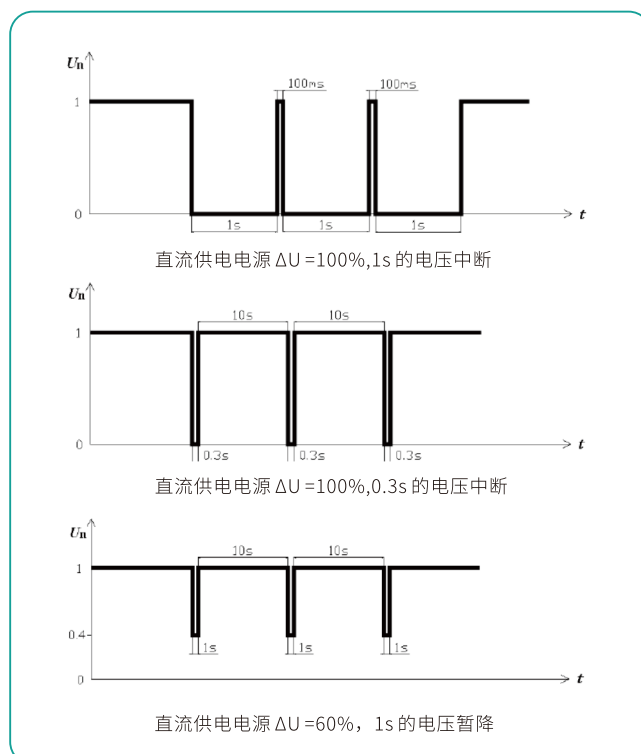 Un
100ms 100ms
1
0
t
1s 1s 1s
直流供电电源 ΔU =100%,1s 的电压中断
Un
10s 10s
1
0
t
0.3s 0.3s 0.3s
直流供电电源 ΔU =100%,0.3s 的电压中断
Un
10s 10s
1
0.4
1s 1s 1s
0
t
直流供电电源 ΔU =60%，1s 的电压暂降